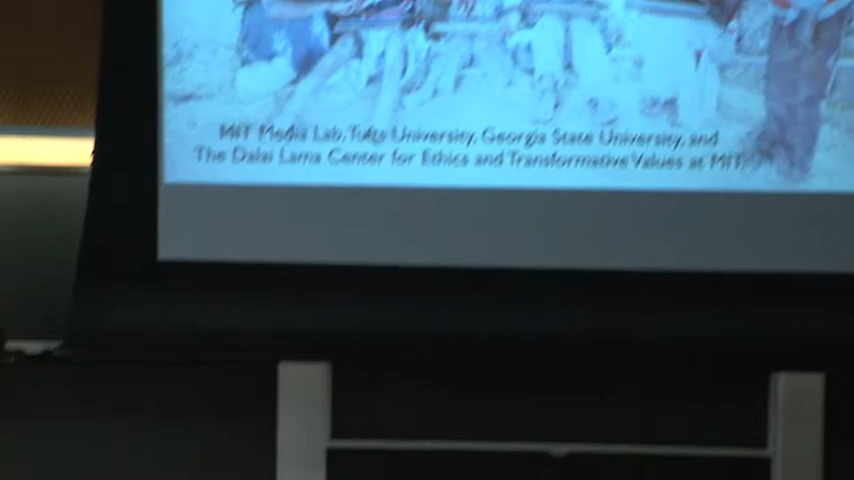 MIT Media Lab, Tufts University, Georgia State University, and
The Dalai Lama Center for Ethics and Transformative Values at MIT